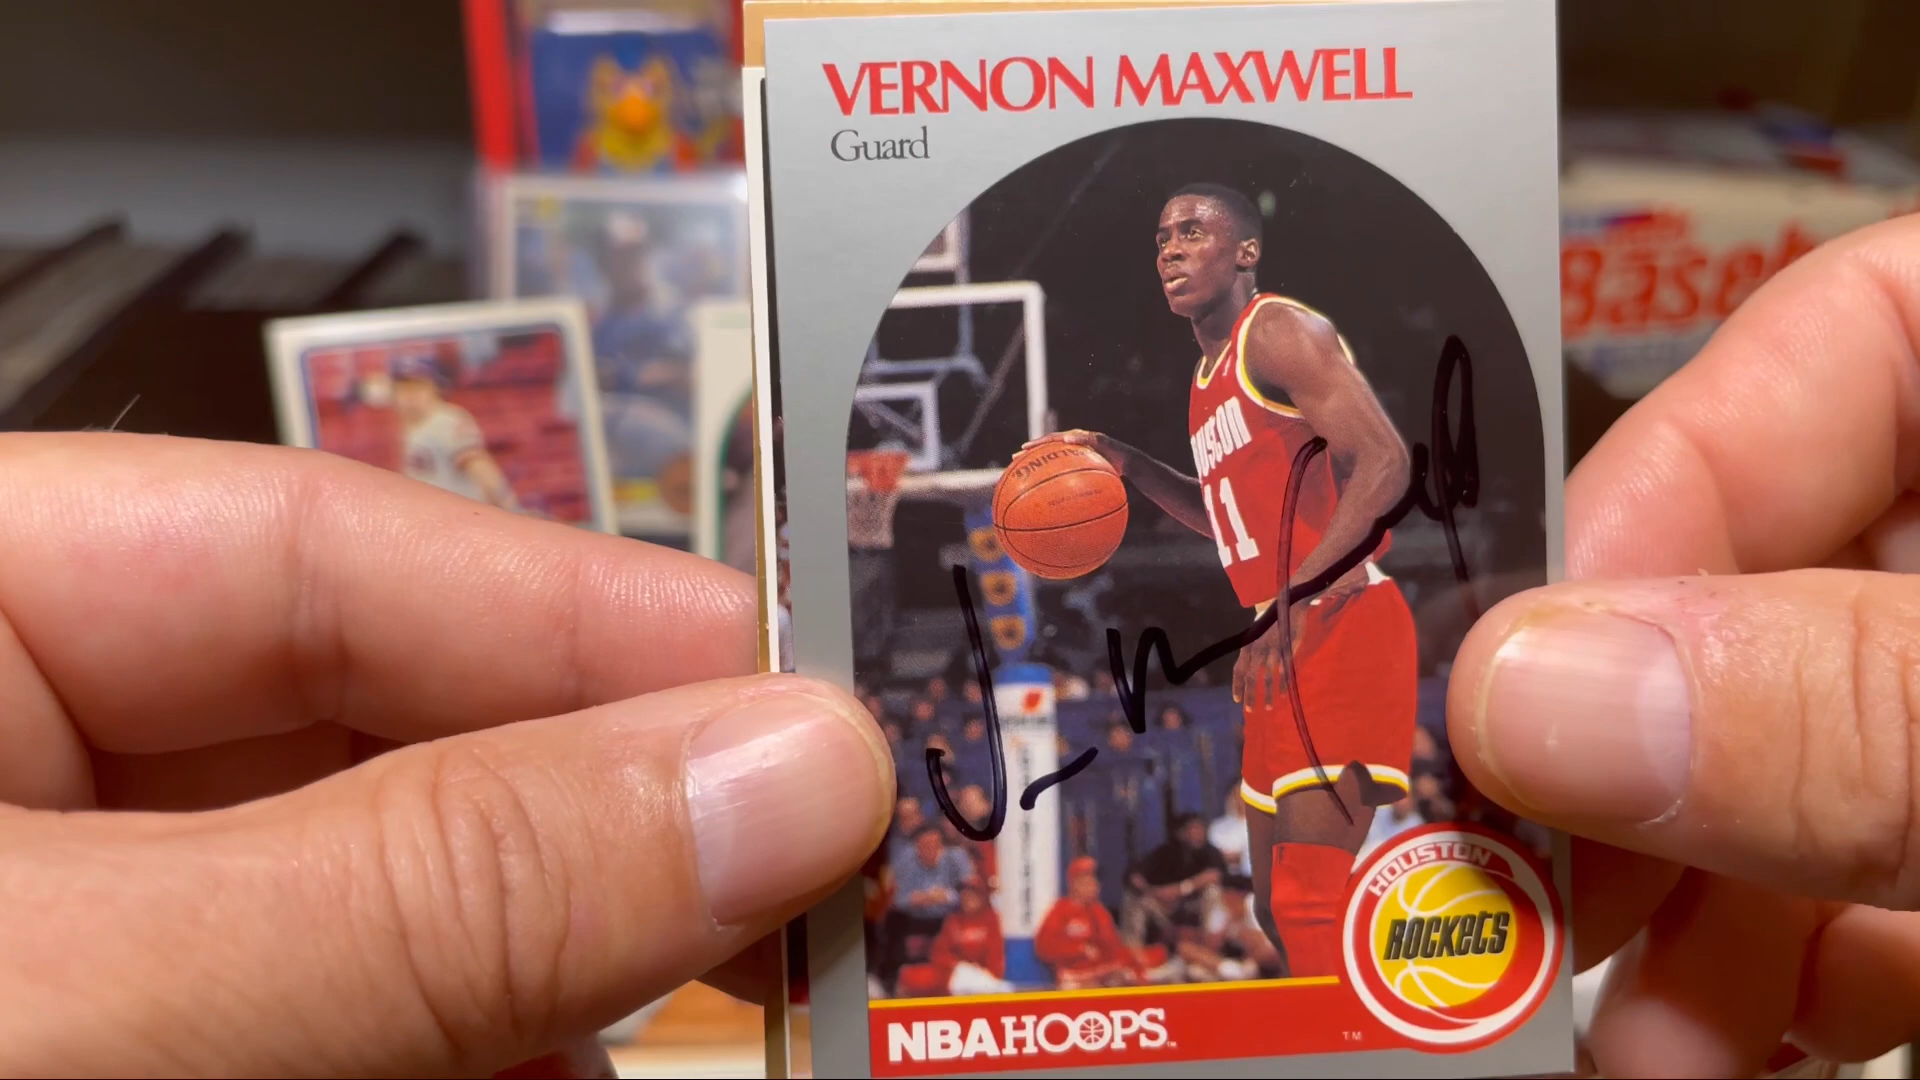 VERNON MAXWELL
Guard
SPALDING
HOUSTON
11
HOUSTON
ROCKETS
NBA HOOPS
TM